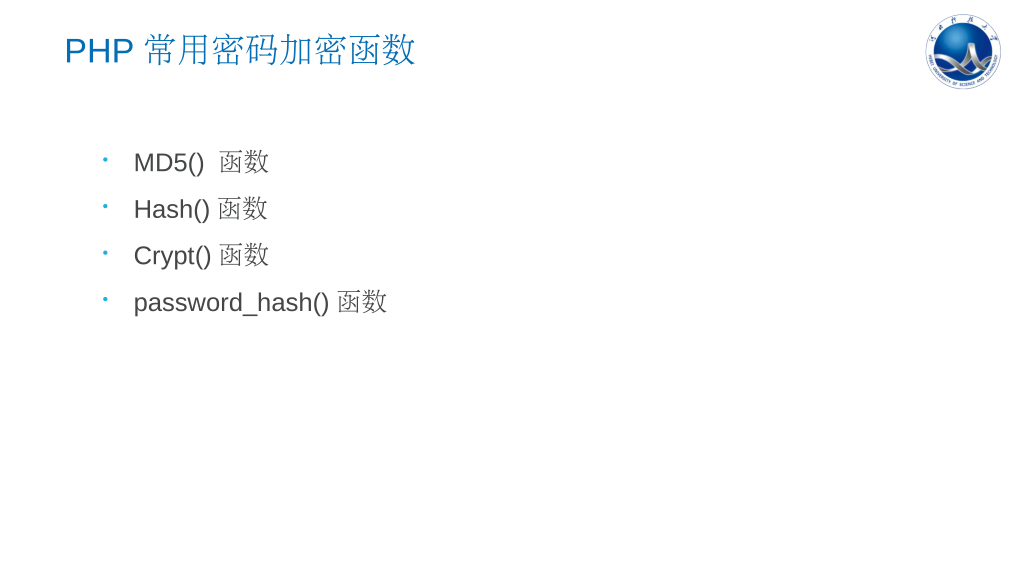 PHP 常用密码加密函数
MD5() 函数
Hash() 函数
Crypt() 函数
password_hash() 函数